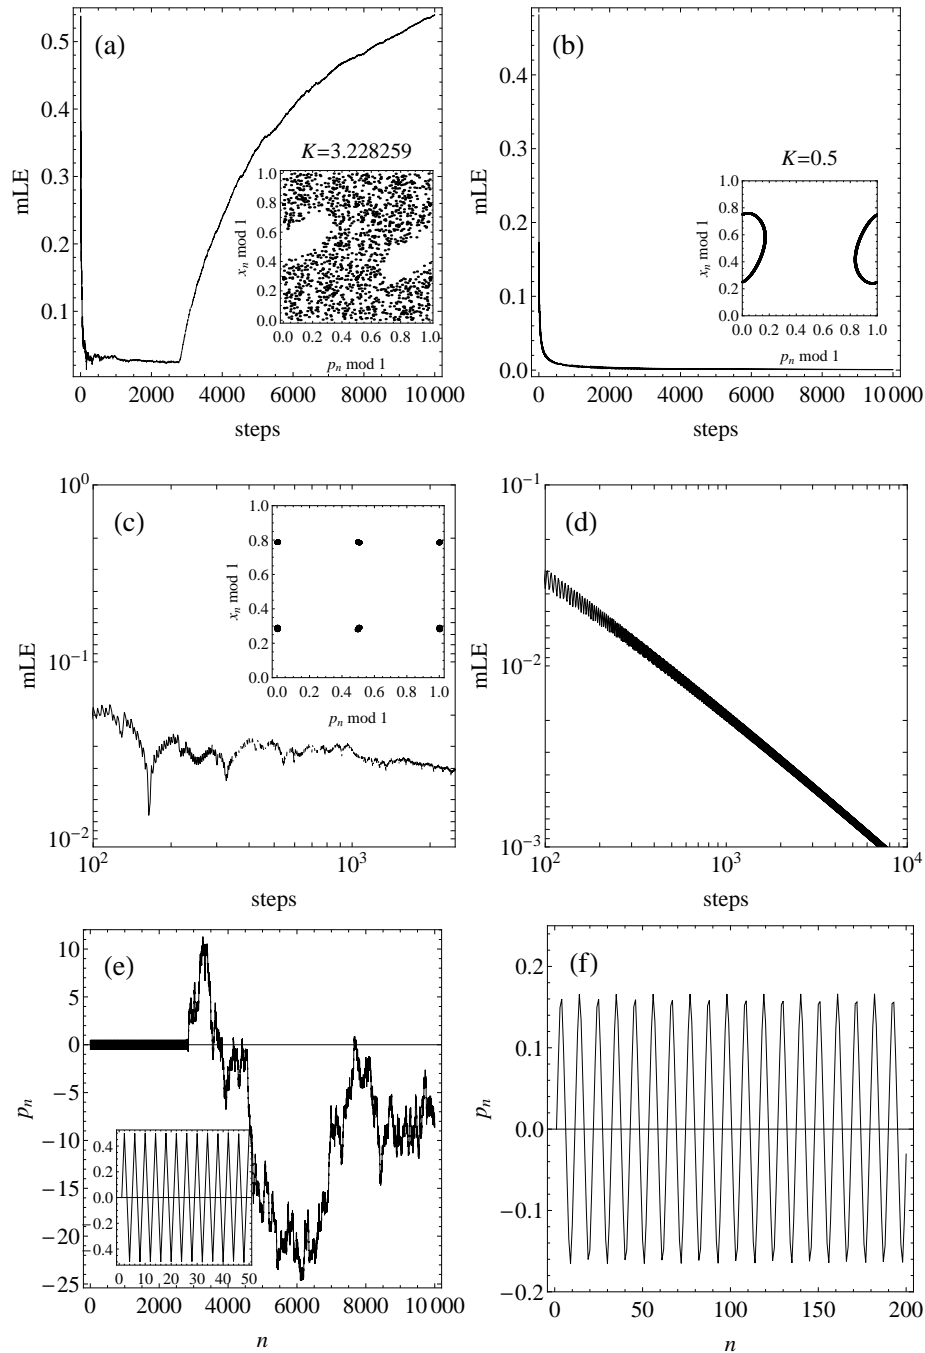 (a)
mLE
0.5
0.4
0.3
0.2
0.1
0 2000 4000 6000 8000 10 000
steps
K=3.228259
x_n mod 1
1.0
0.8
0.6
0.4
0.2
0.0
0.0 0.2 0.4 0.6 0.8 1.0
p_n mod 1
(b)
mLE
0.4
0.3
0.2
0.1
0.0
0 2000 4000 6000 8000 10 000
steps
K=0.5
x_n mod 1
1.0
0.8
0.6
0.4
0.2
0.0
0.0 0.2 0.4 0.6 0.8 1.0
p_n mod 1
(c)
mLE
10^0
10^-1
10^-2
10^2 10^3
steps
x_n mod 1
1.0
0.8
0.6
0.4
0.2
0.0
0.0 0.2 0.4 0.6 0.8 1.0
p_n mod 1
(d)
mLE
10^-1
10^-2
10^-3
10^2 10^3 10^4
steps
(e)
p_n
10
5
0
−5
−10
−15
−20
−25
0 2000 4000 6000 8000 10 000
n
0.4
0.2
0.0
−0.2
−0.4
0 10 20 30 40 50
(f)
p_n
0.2
0.1
0.0
−0.1
−0.2
0 50 100 150 200
n